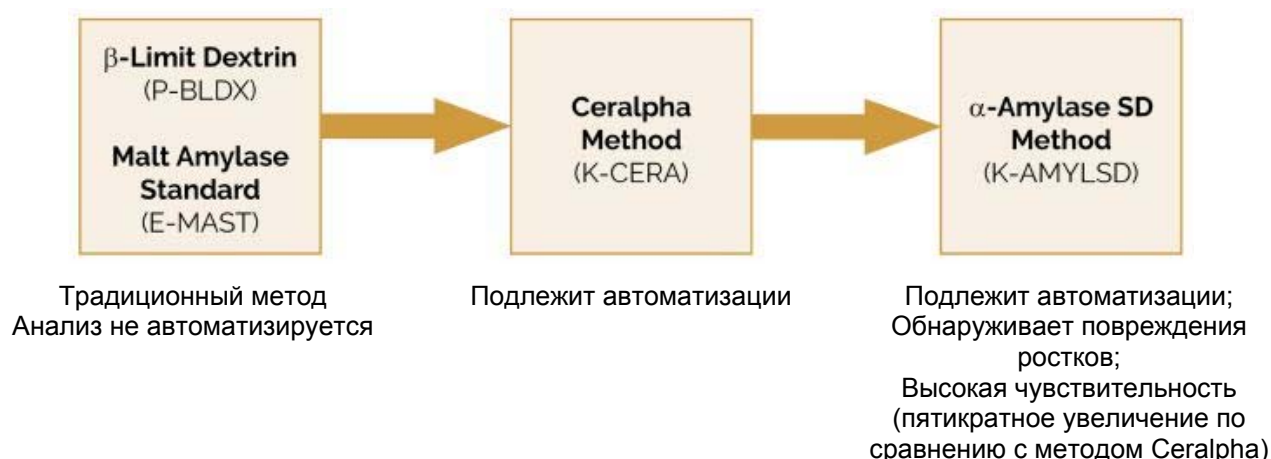 β-Limit Dextrin
(P-BLDX)
Malt Amylase
Standard
(E-MAST)
Ceralpha
Method
(K-CERA)
α-Amylase SD
Method
(K-AMYLSD)
Традиционный метод
Анализ не автоматизируется
Подлежит автоматизации
Подлежит автоматизации;
Обнаруживает повреждения
ростков;
Высокая чувствительность
(пятикратное увеличение по
сравнению с методом Ceralpha)